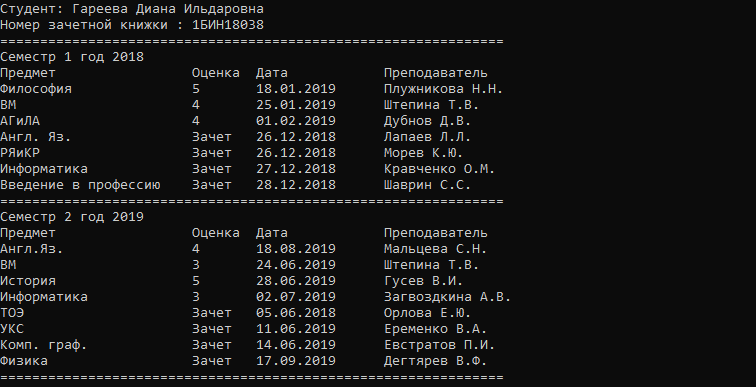 Студент: Гареева Диана Ильдаровна
Номер зачетной книжки : 1БИН18038
===============================================================
Семестр 1 год 2018
Предмет                 Оценка  Дата            Преподаватель
Философия               5       18.01.2019      Плужникова Н.Н.
ВМ                      4       25.01.2019      Штепина Т.В.
АГиЛА                   4       01.02.2019      Дубнов Д.В.
Англ. Яз.               Зачет   26.12.2018      Лапаев Л.Л.
РЯиКР                   Зачет   26.12.2018      Морев К.Ю.
Информатика             Зачет   27.12.2018      Кравченко О.М.
Введение в профессию    Зачет   28.12.2018      Шаврин С.С.
===============================================================
Семестр 2 год 2019
Предмет                 Оценка  Дата            Преподаватель
Англ.Яз.                4       18.08.2019      Мальцева С.Н.
ВМ                      3       24.06.2019      Штепина Т.В.
История                 5       28.06.2019      Гусев В.И.
Информатика             3       02.07.2019      Загвоздкина А.В.
ТОЭ                     Зачет   05.06.2018      Орлова Е.Ю.
УКС                     Зачет   11.06.2019      Еременко В.А.
Комп. граф.             Зачет   14.06.2019      Евстратов П.И.
Физика                  Зачет   17.09.2019      Дегтярев В.Ф.
===============================================================